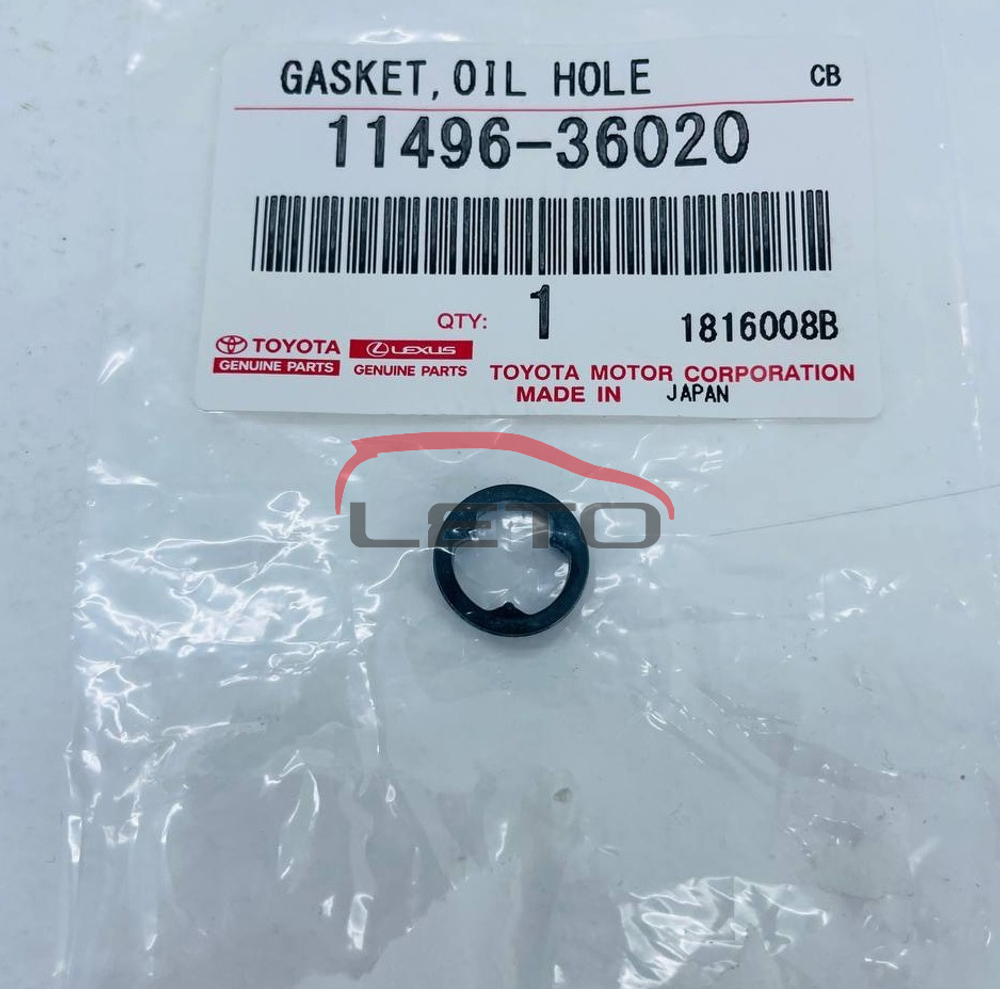 GASKET,OIL HOLE CB
11496-36020
QTY: 1 1816008B
TOYOTA LEXUS
GENUINE PARTS GENUINE PARTS TOYOTA MOTOR CORPORATION
MADE IN JAPAN
LETO